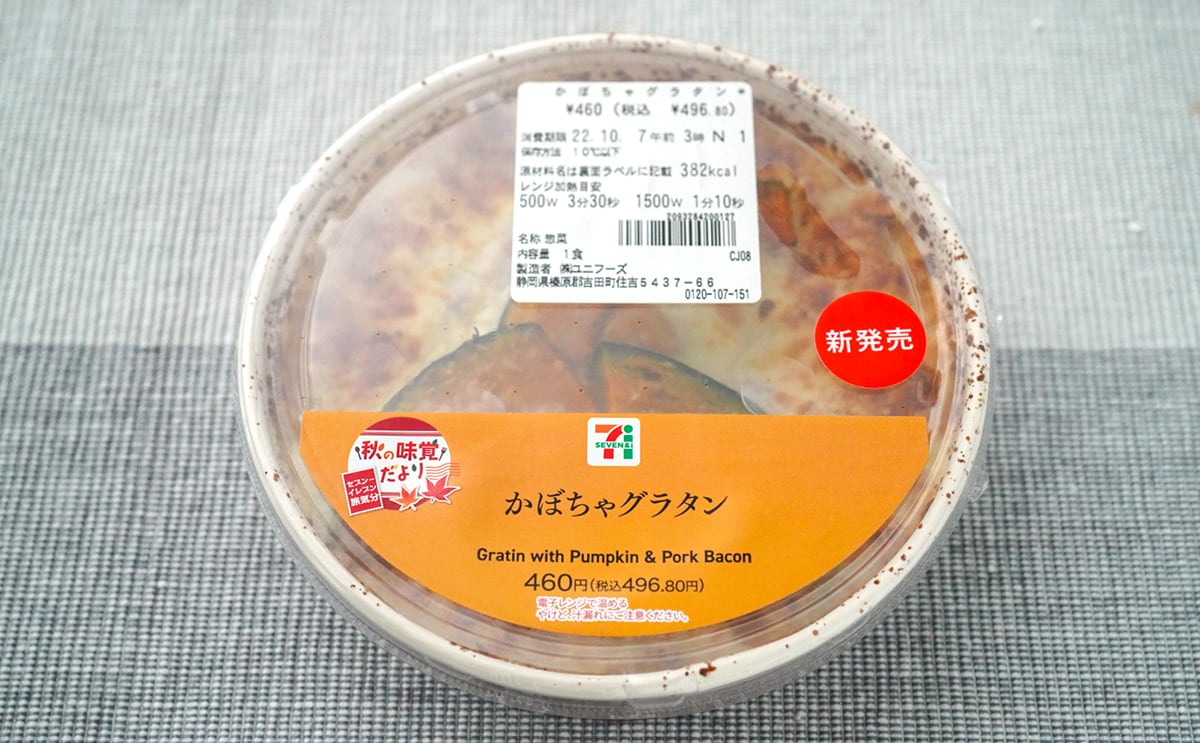 かぼちゃグラタン*
¥460(税込 ¥496.80)
消費期限 22.10. 7午前 3時 N 1
保存方法 10℃以下
原材料名は裏面ラベルに記載 382kcal
レンジ加熱目安
500W 3分30秒 1500W 1分10秒
2093284200127
名称 惣菜
内容量 1食 CJ08
製造者 ㈱ユニフーズ
静岡県榛原郡吉田町住吉5437-66
0120-107-151
新発売
秋の味覚
だより
セブン-
イレブン
旅気分
SEVEN&i
かぼちゃグラタン
Gratin with Pumpkin & Pork Bacon
460円(税込496.80円)
電子レンジで温める
やけど、汁漏れにご注意ください。